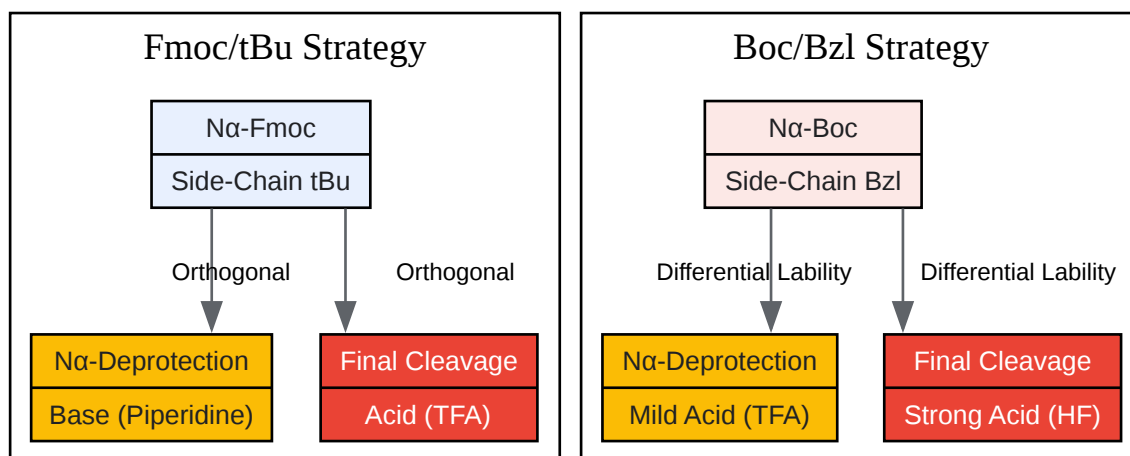 Fmoc/tBu Strategy
Nα-Fmoc
Side-Chain tBu
Orthogonal
Orthogonal
Nα-Deprotection
Base (Piperidine)
Final Cleavage
Acid (TFA)
Boc/Bzl Strategy
Nα-Boc
Side-Chain Bzl
Differential Lability
Differential Lability
Nα-Deprotection
Mild Acid (TFA)
Final Cleavage
Strong Acid (HF)